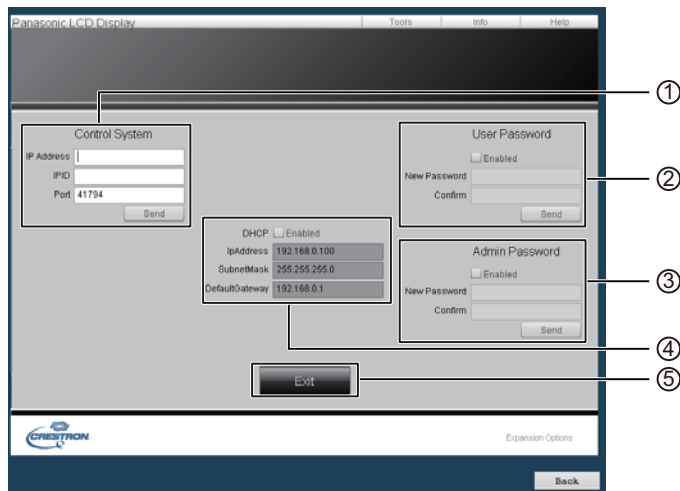 Panasonic LCD Display
Tools Info Help
①
Control System
IP Address
IPID
Port 41794
Send
User Password
Enabled
New Password
Confirm
Send
②
DHCP Enabled
IpAddress 192.168.0.100
SubnetMask 255.255.255.0
DefaultGateway 192.168.0.1
Admin Password
Enabled
New Password
Confirm
Send
③
④
Exit
⑤
CRESTRON
Expansion Options
Back